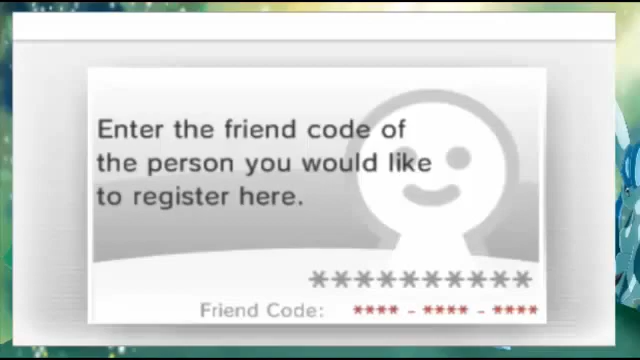 Enter the friend code of
the person you would like
to register here.
**********
Friend Code: **** - **** - ****